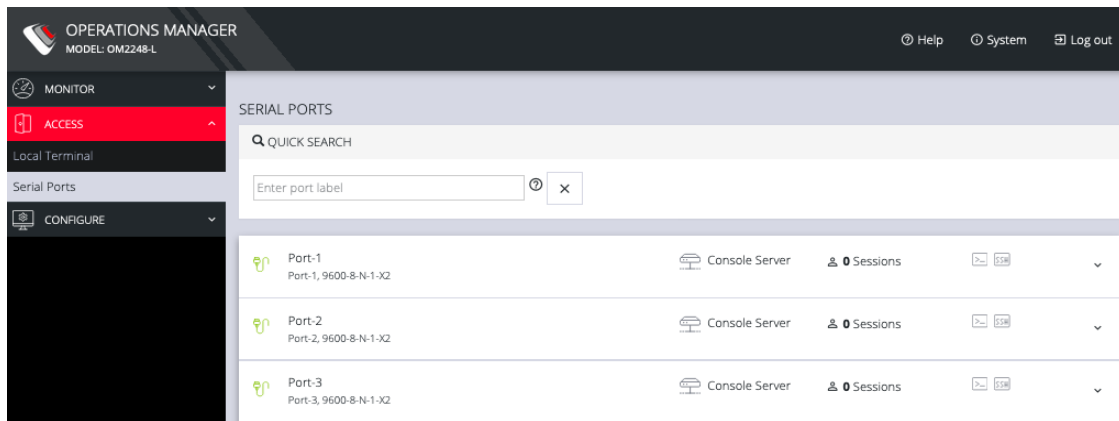 OPERATIONS MANAGER
MODEL: OM2248-L
Help
System
Log out
MONITOR
ACCESS
Local Terminal
Serial Ports
CONFIGURE
SERIAL PORTS
QUICK SEARCH
Enter port label
Port-1
Port-1, 9600-8-N-1-X2
Console Server
0 Sessions
SSH
Port-2
Port-2, 9600-8-N-1-X2
Console Server
0 Sessions
SSH
Port-3
Port-3, 9600-8-N-1-X2
Console Server
0 Sessions
SSH